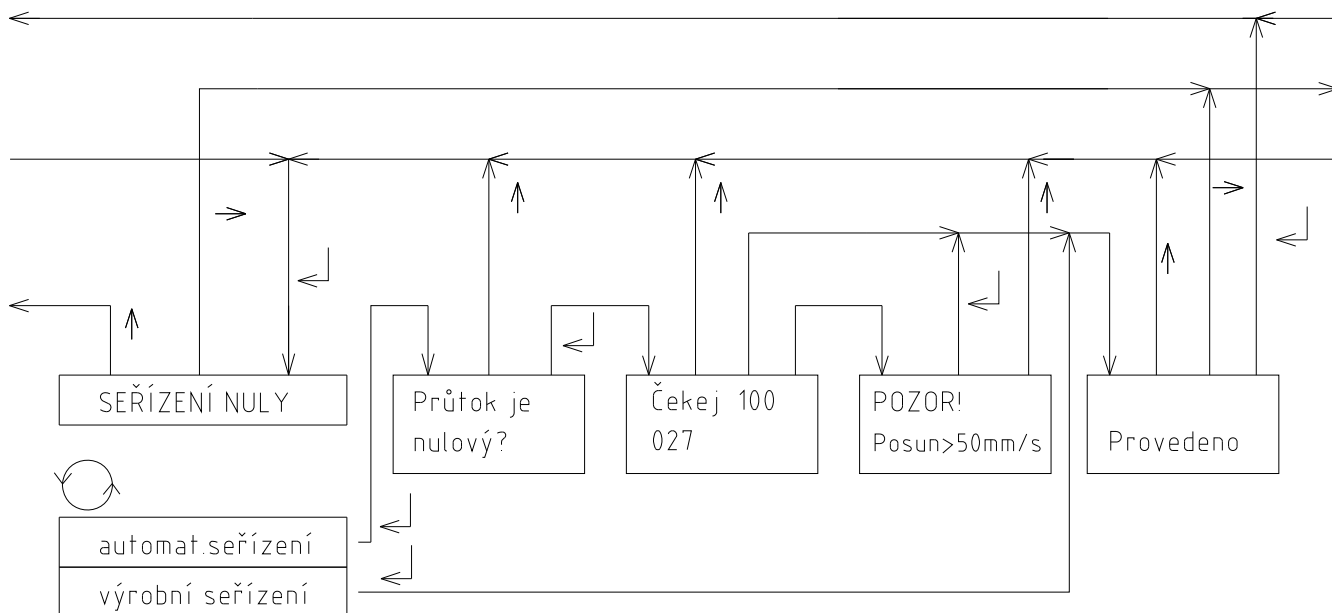 SEŘÍZENÍ NULY
Průtok je
nulový?
Čekej 100
027
POZOR!
Posun>50mm/s
Provedeno
automat.seřízení
výrobní seřízení